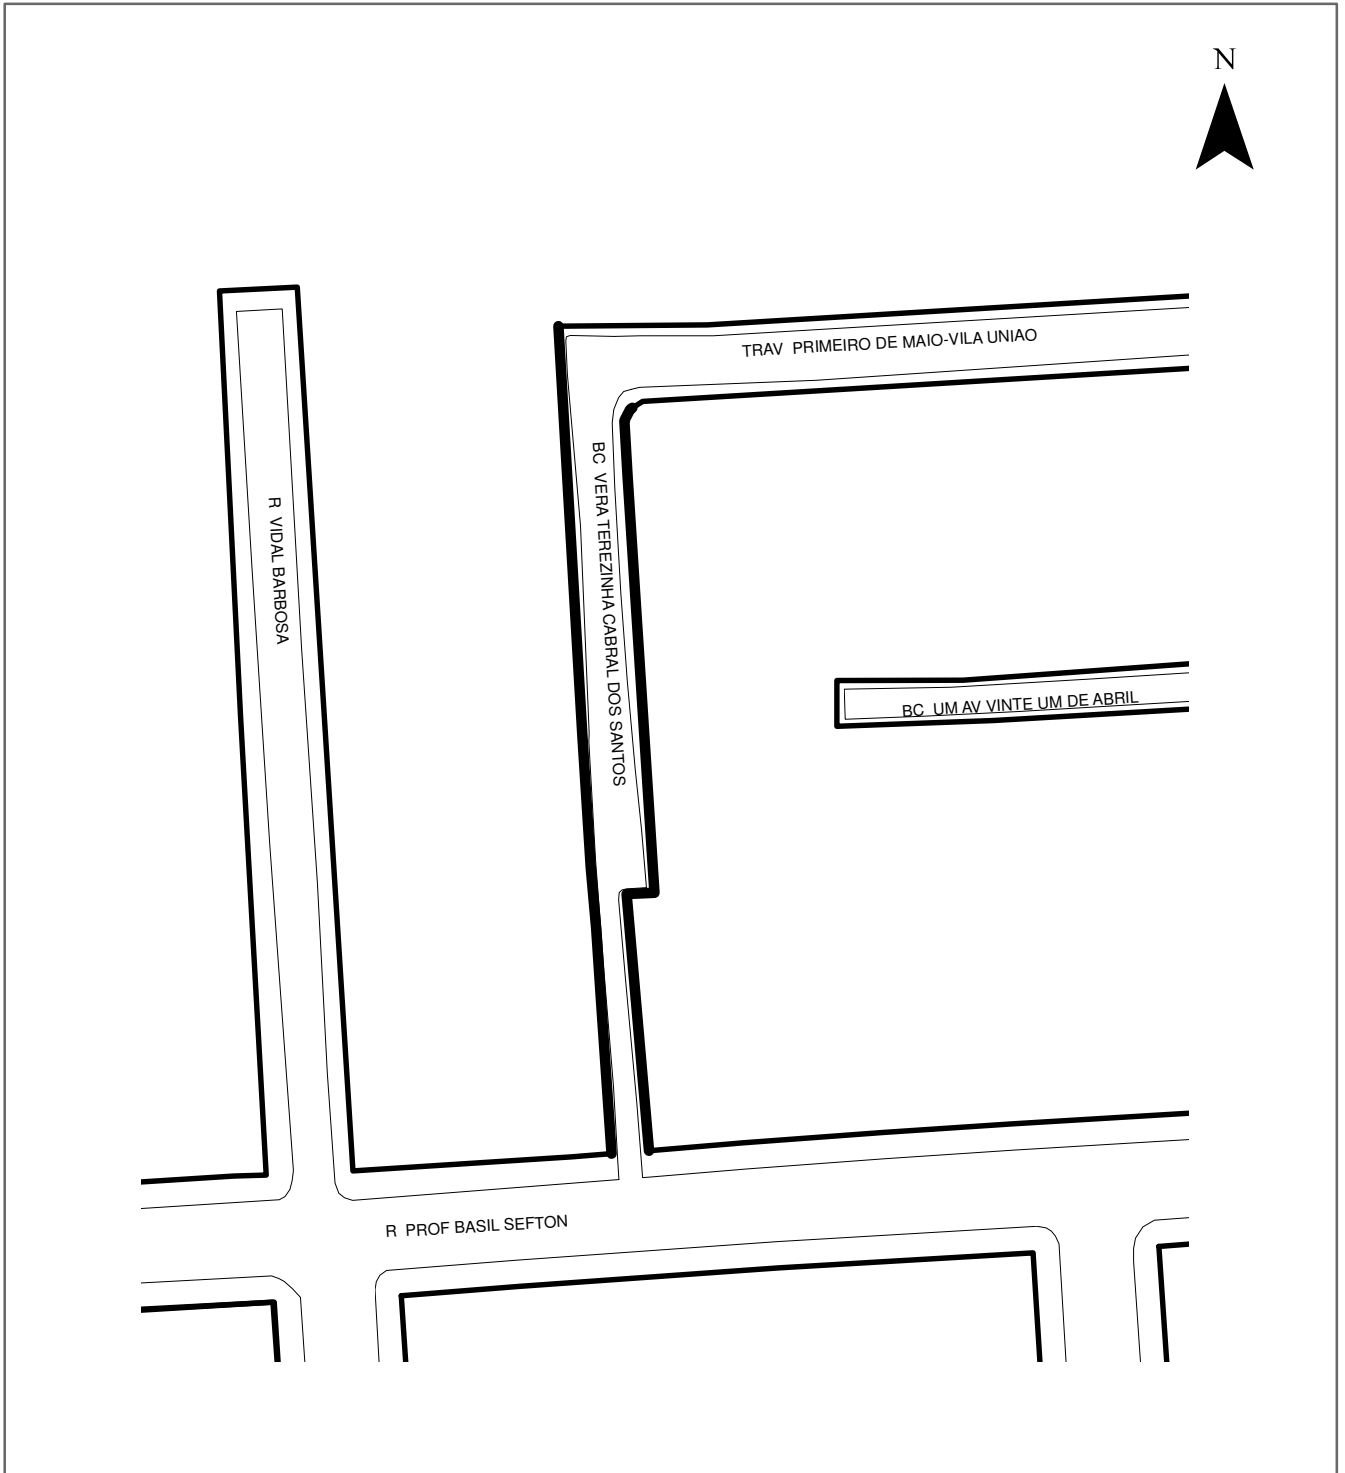 N
TRAV PRIMEIRO DE MAIO-VILA UNIAO
BC VERA TEREZINHA CABRAL DOS SANTOS
R VIDAL BARBOSA
BC UM AV VINTE UM DE ABRIL
R PROF BASIL SEFTON